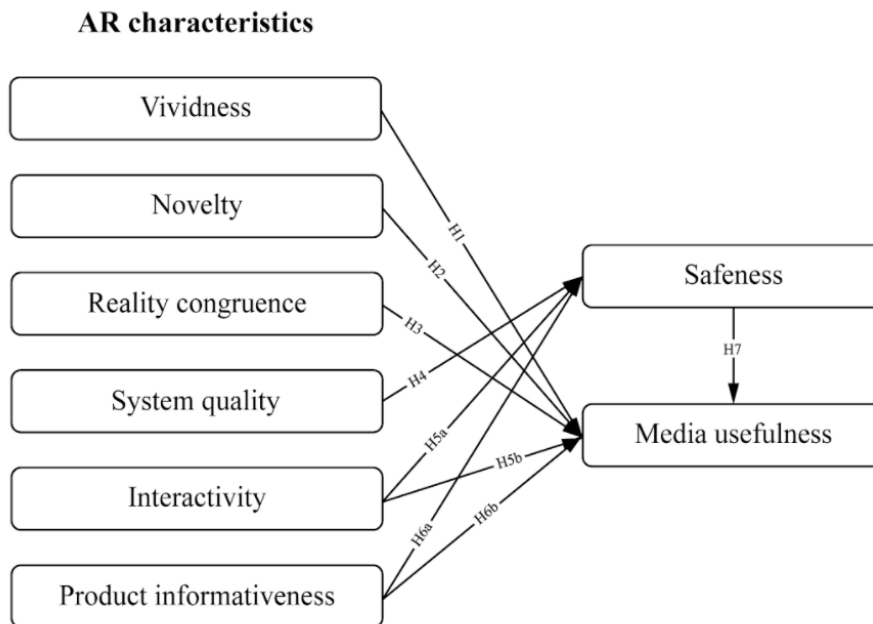 AR characteristics
Vividness
Novelty
Reality congruence
System quality
Interactivity
Product informativeness
H1
H2
H3
H4
H5a
H5b
H6a
H6b
Safeness
H7
Media usefulness